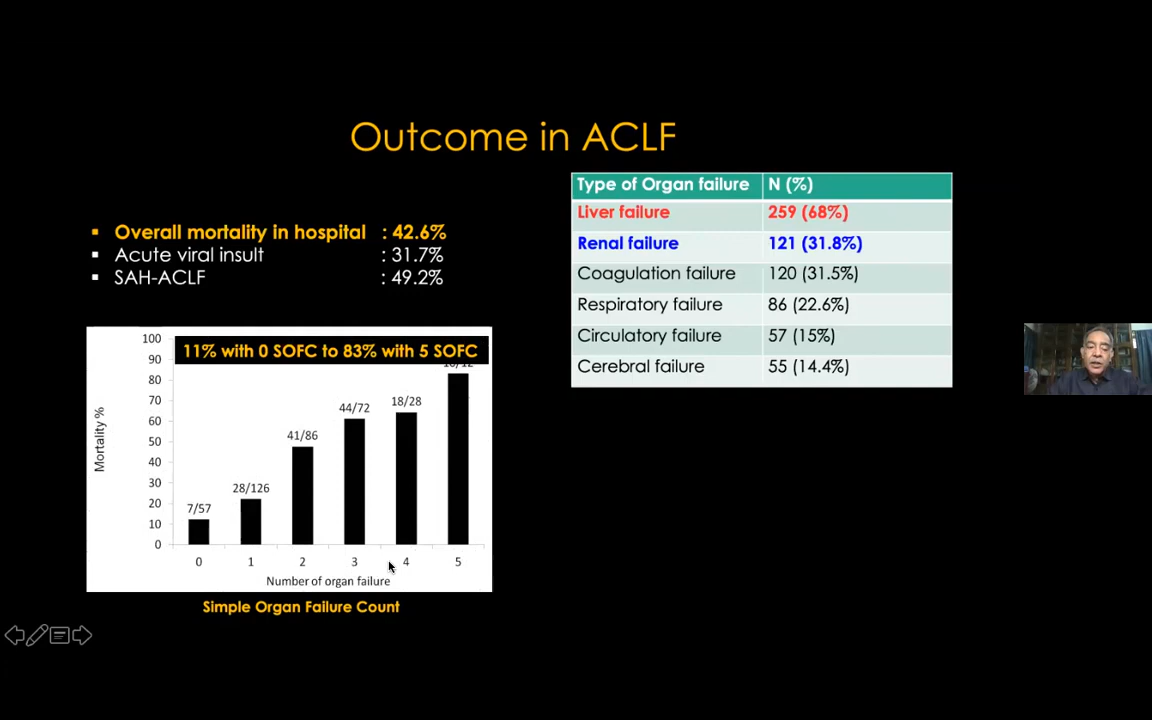 Outcome in ACLF
▪ Overall mortality in hospital : 42.6%
▪ Acute viral insult : 31.7%
▪ SAH-ACLF : 49.2%
Type of Organ failure N (%)
Liver failure 259 (68%)
Renal failure 121 (31.8%)
Coagulation failure 120 (31.5%)
Respiratory failure 86 (22.6%)
Circulatory failure 57 (15%)
Cerebral failure 55 (14.4%)
11% with 0 SOFC to 83% with 5 SOFC
Mortality %
100
90
80
70
60
50
40
30
20
10
0
7/57
28/126
41/86
44/72
18/28
0 1 2 3 4 5
Number of organ failure
Simple Organ Failure Count